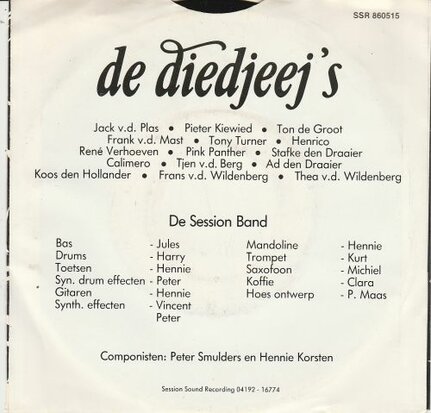 SSR 860515
de diedjeej's
Jack v.d. Plas • Pieter Kiewied • Ton de Groot
Frank v.d. Mast • Tony Turner • Henrico
René Verhoeven • Pink Panther • Stafke den Draaier
Calimero • Tjen v.d. Berg • Ad den Draaier
Koos den Hollander • Frans v.d. Wildenberg • Thea v.d. Wildenberg
De Session Band
Bas - Jules
Drums - Harry
Toetsen - Hennie
Syn. drum effecten - Peter
Gitaren - Hennie
Synth. effecten - Vincent
Peter
Mandoline - Hennie
Trompet - Kurt
Saxofoon - Michiel
Koffie - Clara
Hoes ontwerp - P. Maas
Componisten: Peter Smulders en Hennie Korsten
Session Sound Recording 04192 - 16774